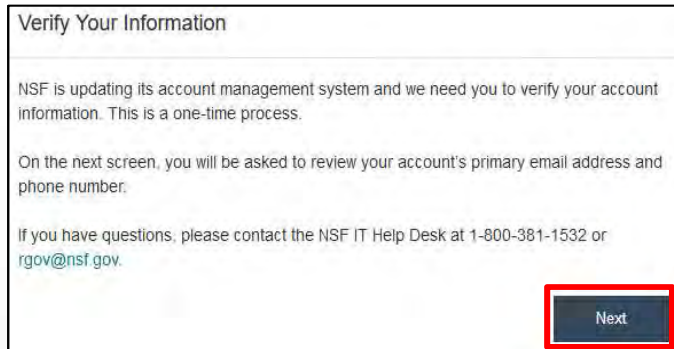 Verify Your Information
NSF is updating its account management system and we need you to verify your account
information. This is a one-time process.
On the next screen, you will be asked to review your account's primary email address and
phone number.
If you have questions, please contact the NSF IT Help Desk at 1-800-381-1532 or
rgov@nsf.gov.
Next